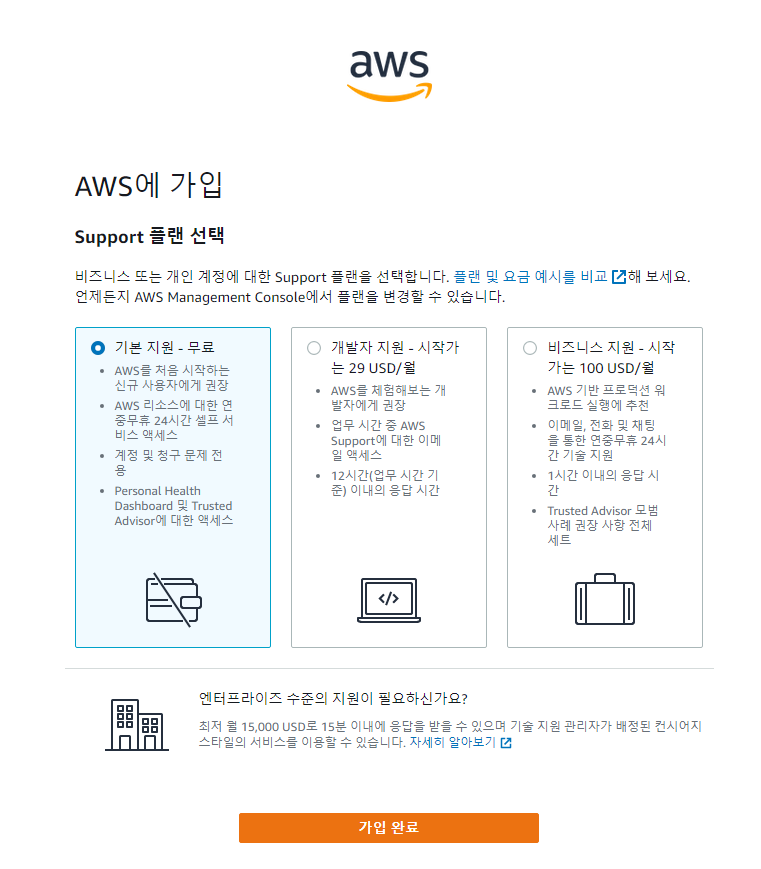 aws
AWS에 가입
Support 플랜 선택
비즈니스 또는 개인 계정에 대한 Support 플랜을 선택합니다. 플랜 및 요금 예시를 비교해 보세요.
언제든지 AWS Management Console에서 플랜을 변경할 수 있습니다.
기본 지원 - 무료
• AWS를 처음 시작하는
신규 사용자에게 권장
• AWS 리소스에 대한 연
중무휴 24시간 셀프 서
비스 액세스
• 계정 및 청구 문제 전
용
• Personal Health
Dashboard 및 Trusted
Advisor에 대한 액세스
개발자 지원 - 시작가
는 29 USD/월
• AWS를 체험해보는 개
발자에게 권장
• 업무 시간 중 AWS
Support에 대한 이메
일 액세스
• 12시간(업무 시간 기
준) 이내의 응답 시간
비즈니스 지원 - 시작
가는 100 USD/월
• AWS 기반 프로덕션 워
크로드 실행에 추천
• 이메일, 전화 및 채팅
을 통한 연중무휴 24시
간 기술 지원
• 1시간 이내의 응답 시
간
• Trusted Advisor 모범
사례 권장 사항 전체
세트
</>
엔터프라이즈 수준의 지원이 필요하신가요?
최저 월 15,000 USD로 15분 이내에 응답을 받을 수 있으며 기술 지원 관리자가 배정된 컨시어지
스타일의 서비스를 이용할 수 있습니다. 자세히 알아보기
가입 완료